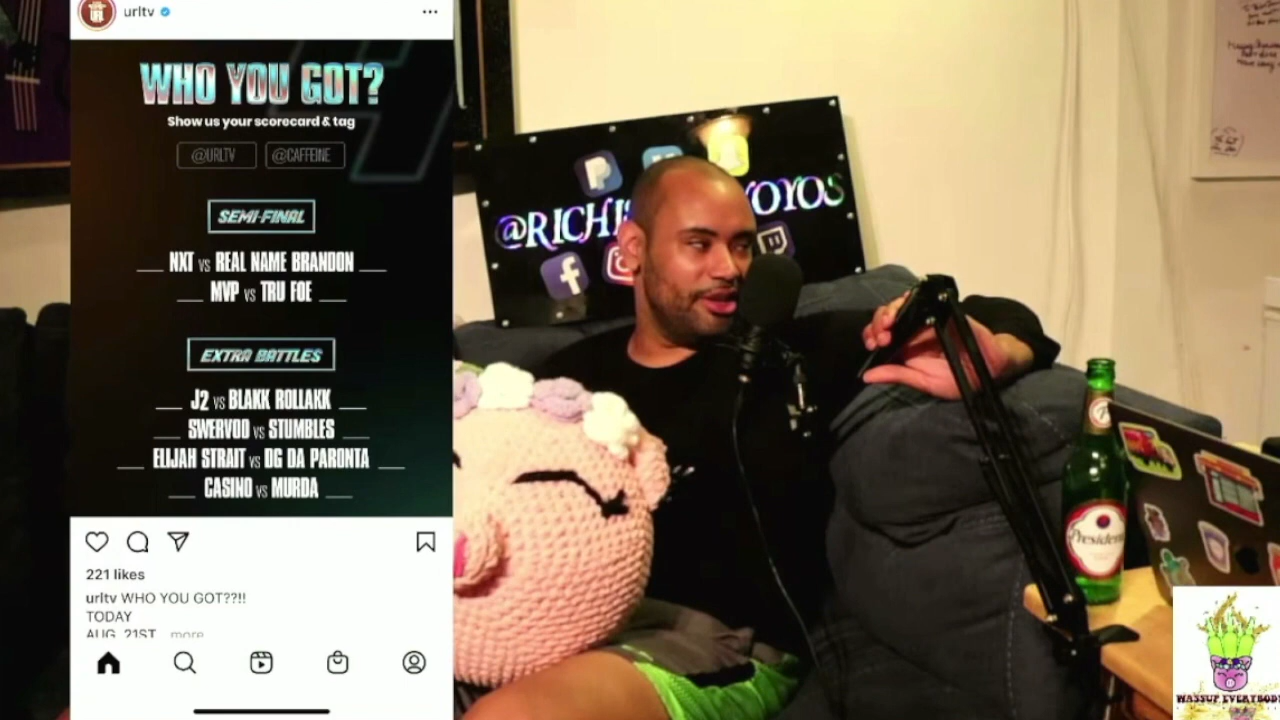 urltv
WHO YOU GOT?
Show us your scorecard & tag
@URLTV @CAFFEINE
SEMI-FINAL
NXT vs REAL NAME BRANDON
MVP vs TRU FOE
EXTRA BATTLES
J2 vs BLAKK ROLLAKK
SWERVOO vs STUMBLES
ELIJAH STRAIT vs DG DA PARONTA
CASINO vs MURDA
221 likes
urltv WHO YOU GOT??!!
TODAY
AUG. 21ST... more
@RICHI YOYOS
Presidente
WASSUP EVERYBODY